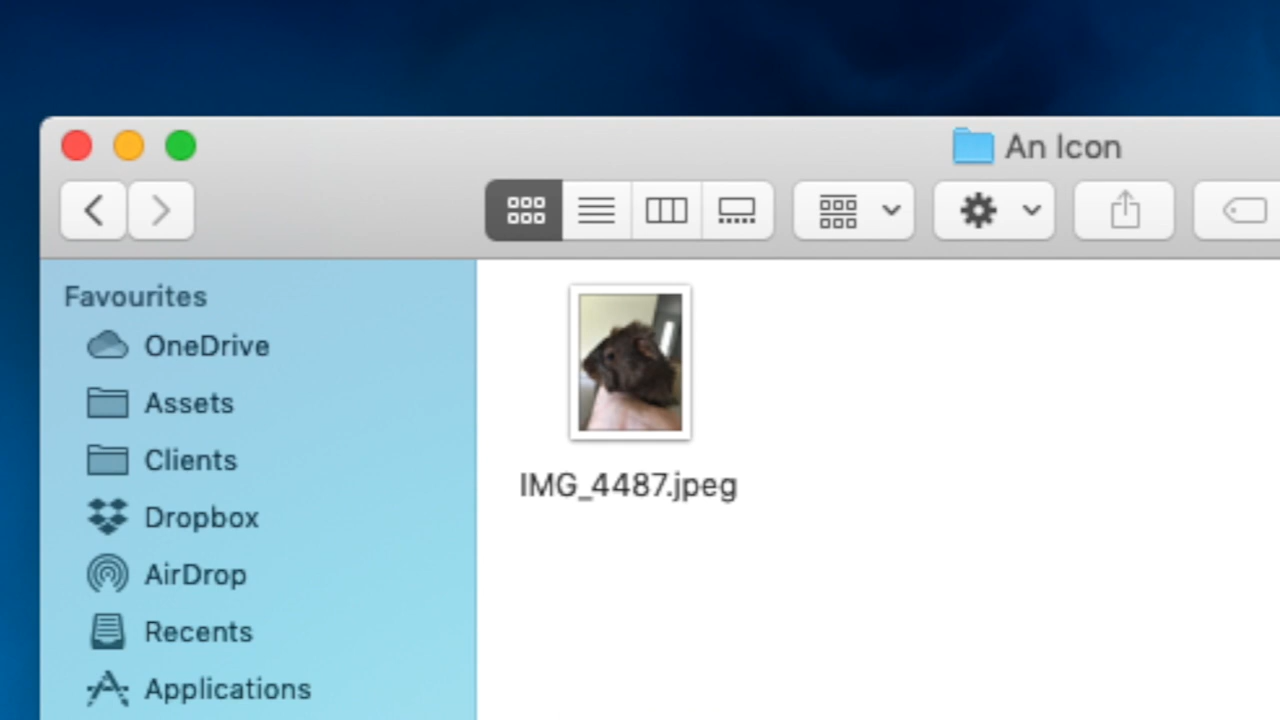 An Icon
Favourites
OneDrive
Assets
Clients
Dropbox
AirDrop
Recents
Applications
IMG_4487.jpeg